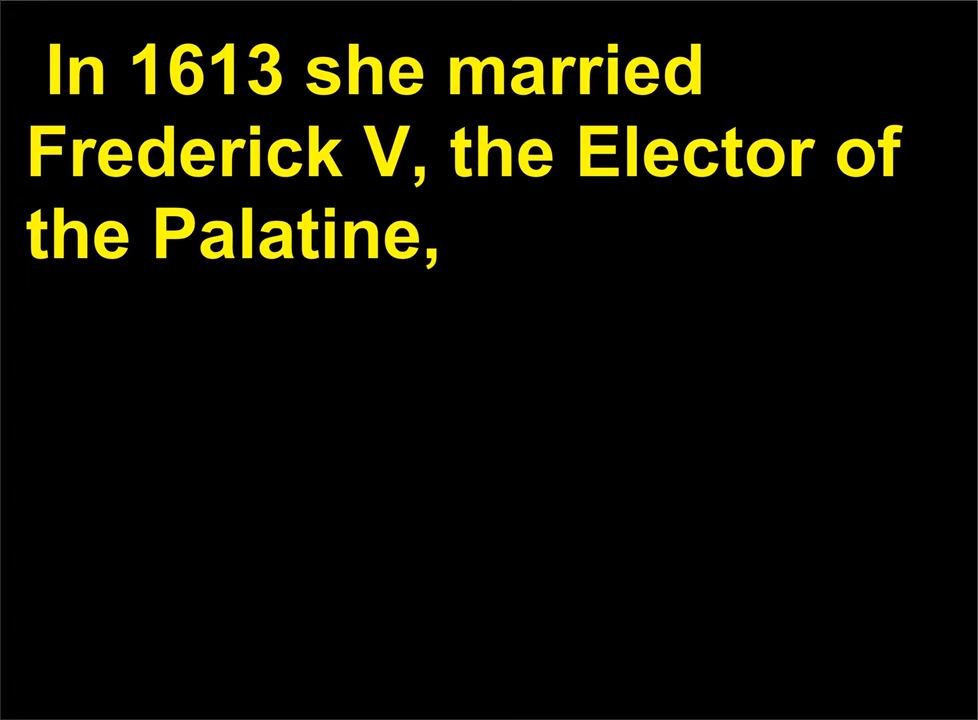 In 1613 she married
Frederick V, the Elector of
the Palatine,